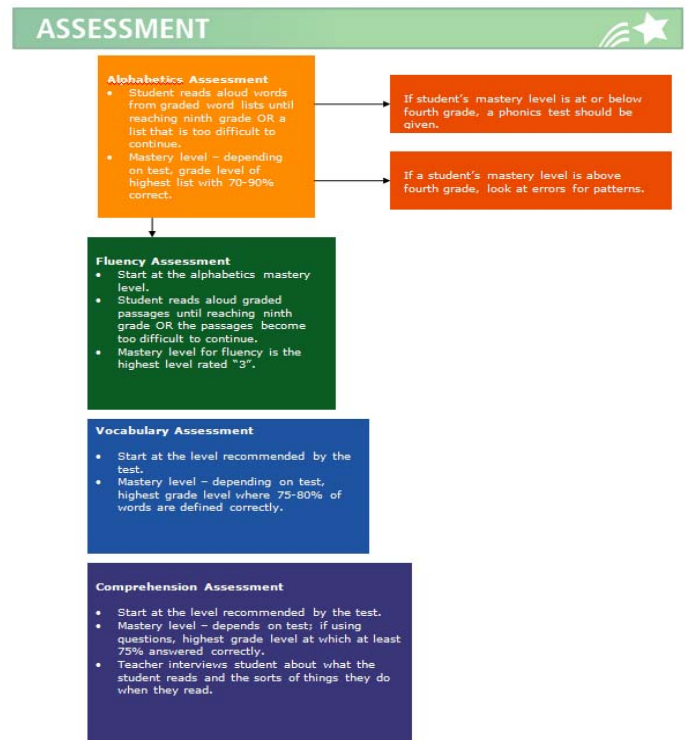 ASSESSMENT
Alphabetics Assessment
• Student reads aloud words
from graded word lists until
reaching ninth grade OR a
list that is too difficult to
continue.
• Mastery level – depending
on test, grade level of
highest list with 70-90%
correct.
If student's mastery level is at or below
fourth grade, a phonics test should be
given.
If a student's mastery level is above
fourth grade, look at errors for patterns.
Fluency Assessment
• Start at the alphabetics mastery
level.
• Student reads aloud graded
passages until reaching ninth
grade OR the passages become
too difficult to continue.
• Mastery level for fluency is the
highest level rated "3".
Vocabulary Assessment
• Start at the level recommended by the
test.
• Mastery level – depending on test,
highest grade level where 75-80% of
words are defined correctly.
Comprehension Assessment
• Start at the level recommended by the test.
• Mastery level – depends on test; if using
questions, highest grade level at which at least
75% answered correctly.
• Teacher interviews student about what the
student reads and the sorts of things they do
when they read.